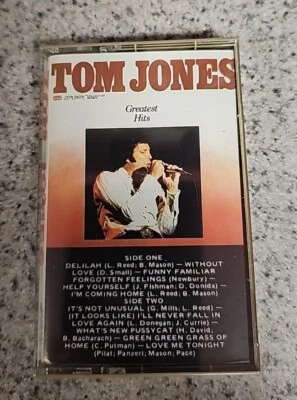 TOM JONES
Greatest
Hits
SIDE ONE
DELILAH (L. Reed; B. Mason) — WITHOUT
LOVE (D. Small) — FUNNY FAMILIAR
FORGOTTEN FEELINGS (Newbury) —
HELP YOURSELF (J. Fishman; D. Donida) —
I'M COMING HOME (L. Reed; B. Mason)
SIDE TWO
IT'S NOT UNUSUAL (G. Mills; L. Reed) —
(IT LOOKS LIKE) I'LL NEVER FALL IN
LOVE AGAIN (L. Donegan; J. Currie) —
WHAT'S NEW PUSSYCAT (H. David;
B. Bacharach) — GREEN GREEN GRASS OF
HOME (C. Putman) — LOVE ME TONIGHT
(Pilat; Panzeri, Mason; Pace)